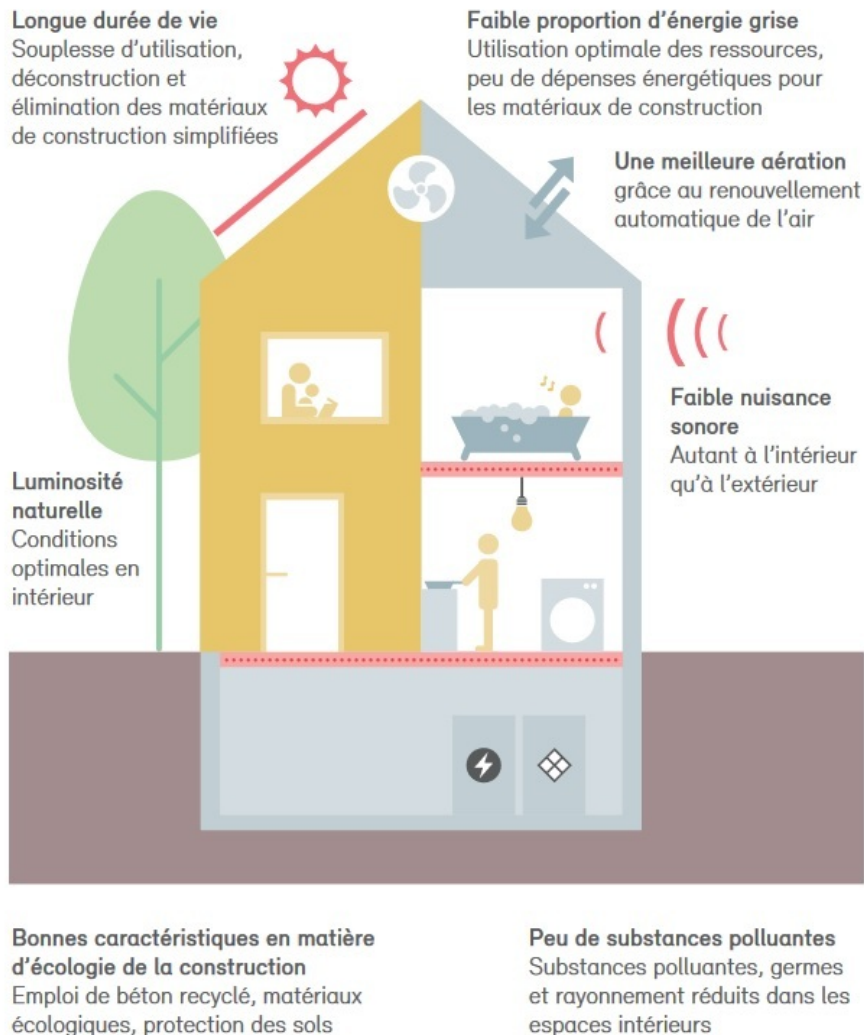 Longue durée de vie
Souplesse d'utilisation,
déconstruction et
élimination des matériaux
de construction simplifiées
Faible proportion d'énergie grise
Utilisation optimale des ressources,
peu de dépenses énergétiques pour
les matériaux de construction
Une meilleure aération
grâce au renouvellement
automatique de l'air
Faible nuisance
sonore
Autant à l'intérieur
qu'à l'extérieur
Luminosité
naturelle
Conditions
optimales en
intérieur
Bonnes caractéristiques en matière
d'écologie de la construction
Emploi de béton recyclé, matériaux
écologiques, protection des sols
Peu de substances polluantes
Substances polluantes, germes
et rayonnement réduits dans les
espaces intérieurs